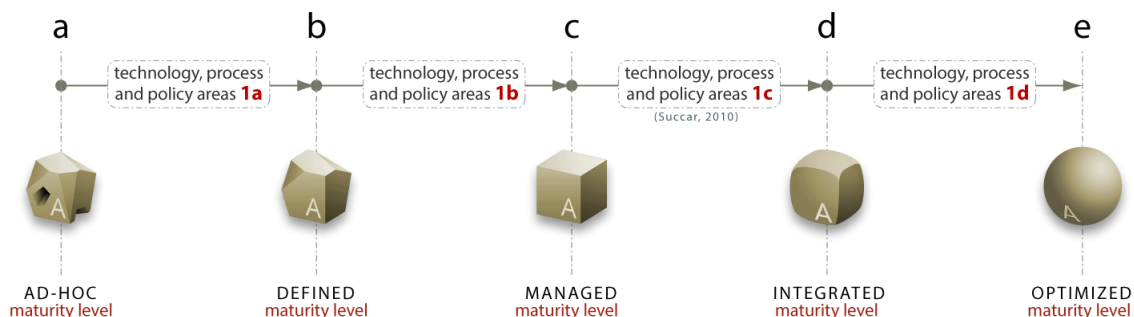 a b c d e
technology, process technology, process technology, process technology, process
and policy areas 1a and policy areas 1b and policy areas 1c and policy areas 1d
(Succar, 2010)
A A A A A
AD-HOC DEFINED MANAGED INTEGRATED OPTIMIZED
maturity level maturity level maturity level maturity level maturity level